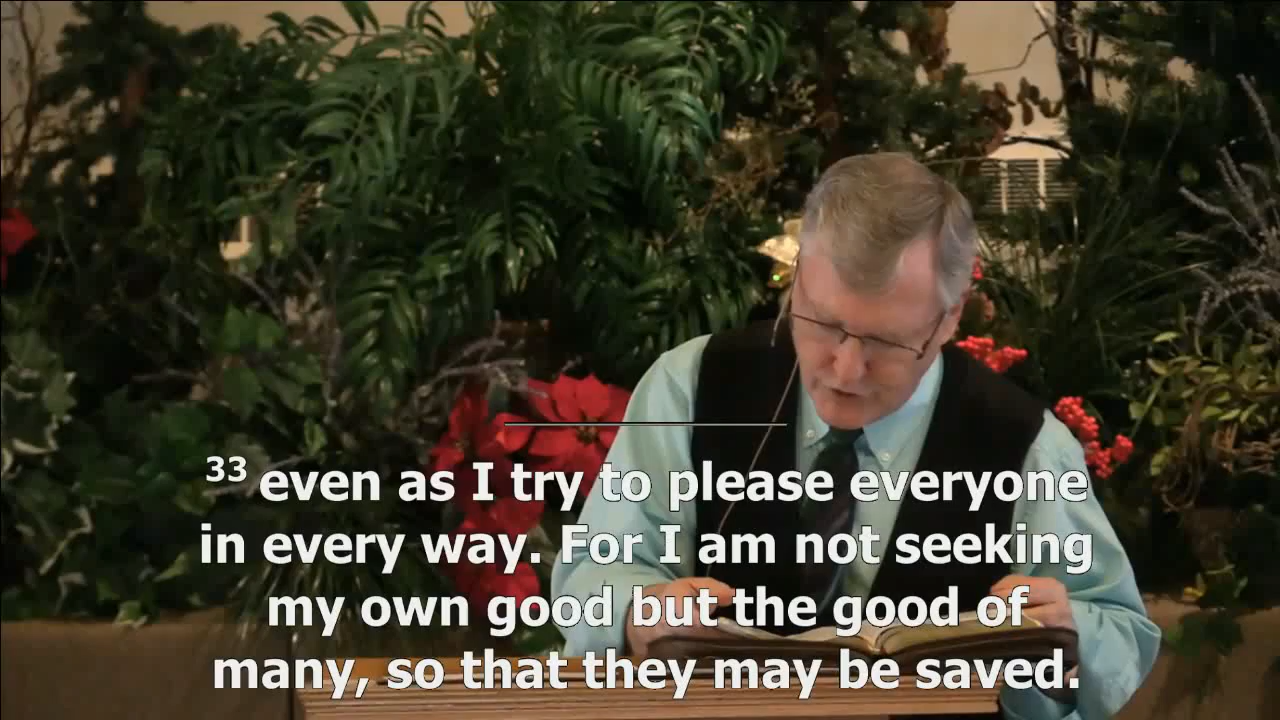 33 even as I try to please everyone
in every way. For I am not seeking
my own good but the good of
many, so that they may be saved.